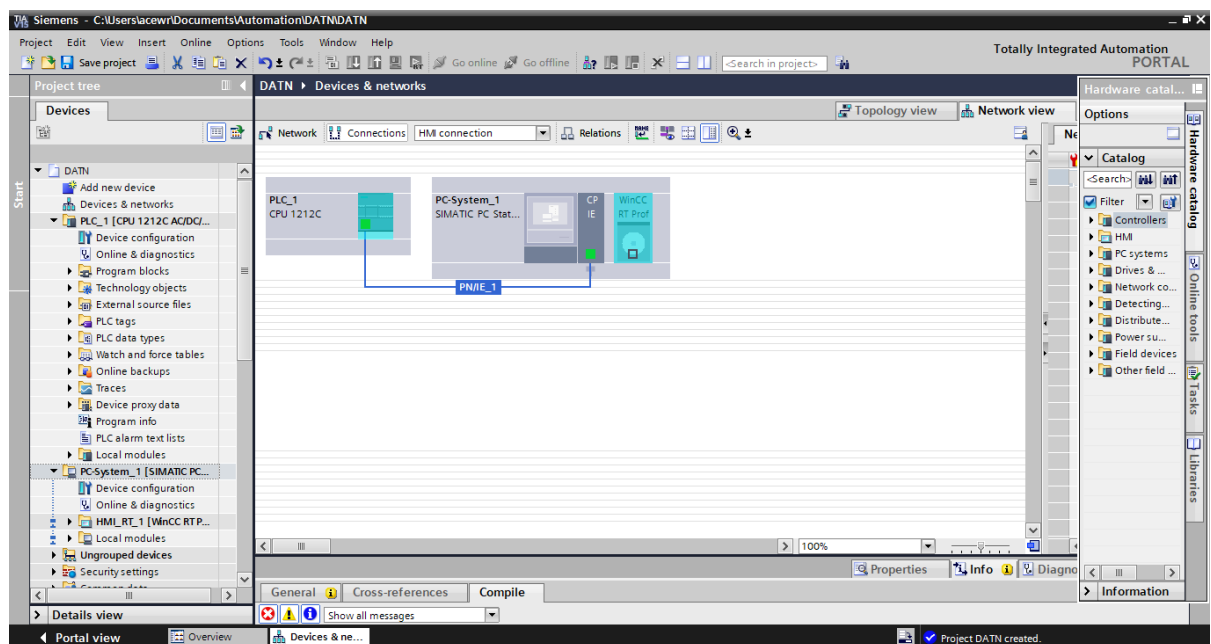 Siemens - C:\Users\acewr\Documents\Automation\DATN\DATN
Project Edit View Insert Online Options Tools Window Help
Totally Integrated Automation
PORTAL
Save project Go online Go offline <Search in project>
Project tree
DATN Devices & networks
Hardware catal...
Devices
Topology view Network view
Options
Network Connections HMI connection Relations
Ne
Start
DATN
Add new device
Devices & networks
PLC_1 [CPU 1212C AC/DC/...
Device configuration
Online & diagnostics
Program blocks
Technology objects
External source files
PLC tags
PLC data types
Watch and force tables
Online backups
Traces
Device proxy data
Program info
PLC alarm text lists
Local modules
PC-System_1 [SIMATIC PC...
Device configuration
Online & diagnostics
HMI_RT_1 [WinCC RT P...
Local modules
Ungrouped devices
Security settings
Details view
PLC_1
CPU 1212C
PC-System_1
SIMATIC PC Stat...
CP
IE
WinCC
RT Prof
PN/IE_1
100%
Catalog
<Search>
Filter
Controllers
HMI
PC systems
Drives & ...
Network co...
Detecting...
Distribute...
Power su...
Field devices
Other field ...
Information
Hardware catalog
Online tools
Tasks
Libraries
Properties Info Diagno
General Cross-references Compile
Show all messages
Portal view Overview Devices & ne... Project DATN created.